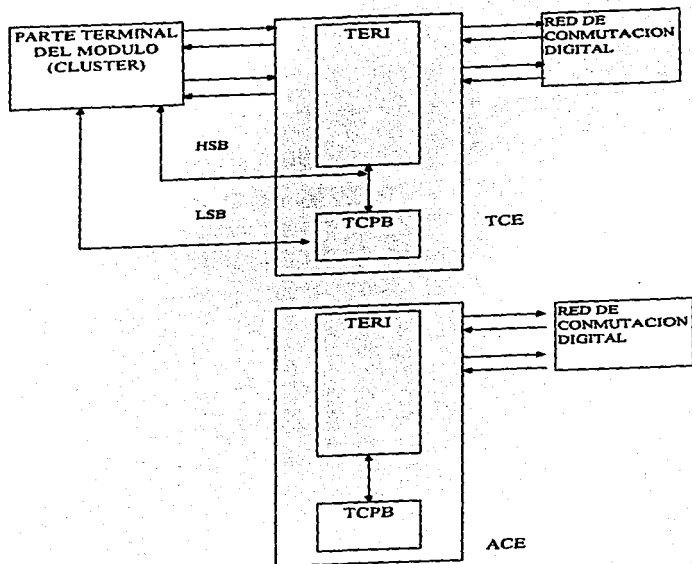 PARTE TERMINAL
DEL MODULO
(CLUSTER)
TERI
RED DE
CONMUTACION
DIGITAL
HSB
LSB
TCPB
TCE
TERI
RED DE
CONMUTACION
DIGITAL
TCPB
ACE